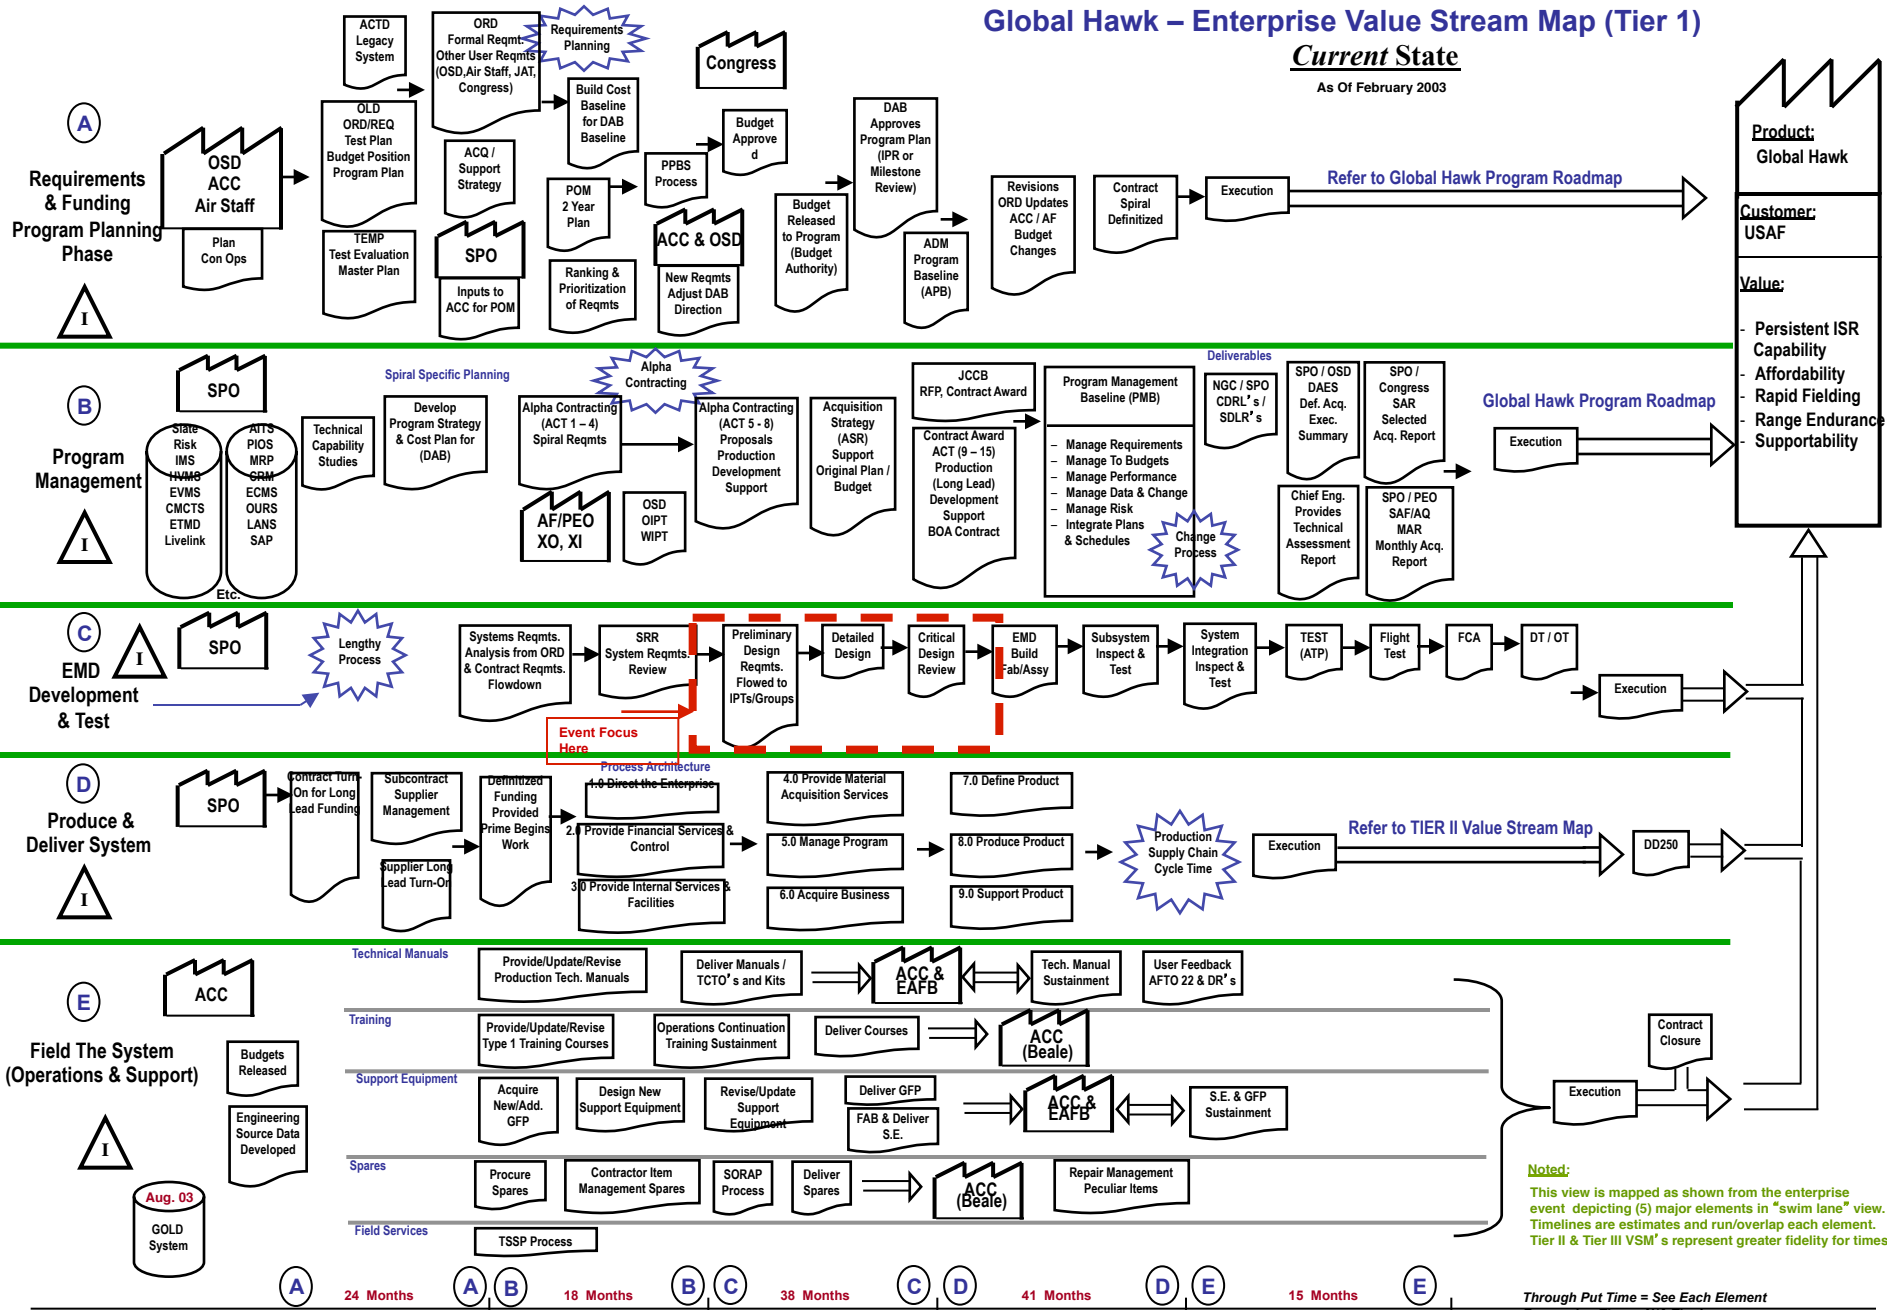 Global Hawk – Enterprise Value Stream Map (Tier 1)
Current State
As Of February 2003
A
Requirements
& Funding
Program Planning
Phase
I
OSD
ACC
Air Staff
Plan
Con Ops
ACTD
Legacy
System
OLD
ORD/REQ
Test Plan
Budget Position
Program Plan
TEMP
Test Evaluation
Master Plan
ORD
Formal Reqmt.
Other User Reqmts
(OSD,Air Staff, JAT,
Congress)
Requirements
Planning
ACQ /
Support
Strategy
SPO
Inputs to
ACC for POM
Build Cost
Baseline
for DAB
Baseline
POM
2 Year
Plan
Ranking &
Prioritization
of Reqmts
Congress
PPBS
Process
Budget
Approve
d
ACC & OSD
New Reqmts
Adjust DAB
Direction
Budget
Released
to Program
(Budget
Authority)
DAB
Approves
Program Plan
(IPR or
Milestone
Review)
ADM
Program
Baseline
(APB)
Revisions
ORD Updates
ACC / AF
Budget
Changes
Contract
Spiral
Definitized
Execution
Refer to Global Hawk Program Roadmap
Product:
Global Hawk
Customer:
USAF
Value:
- Persistent ISR
Capability
- Affordability
- Rapid Fielding
- Range Endurance
- Supportability
B
Program
Management
I
SPO
Slate
Risk
IMS
HVMS
EVMS
CMCTS
ETMD
Livelink
AITS
PIOS
MRP
CRM
ECMS
OURS
LANS
SAP
Etc.
Spiral Specific Planning
Technical
Capability
Studies
Develop
Program Strategy
& Cost Plan for
(DAB)
Alpha Contracting
(ACT 1 – 4)
Spiral Reqmts
Alpha
Contracting
AF/PEO
XO, XI
OSD
OIPT
WIPT
Alpha Contracting
(ACT 5 - 8)
Proposals
Production
Development
Support
Acquisition
Strategy
(ASR)
Support
Original Plan /
Budget
JCCB
RFP, Contract Award
Contract Award
ACT (9 – 15)
Production
(Long Lead)
Development
Support
BOA Contract
Program Management
Baseline (PMB)
– Manage Requirements
– Manage To Budgets
– Manage Performance
– Manage Data & Change
– Manage Risk
– Integrate Plans
& Schedules
Change
Process
Deliverables
NGC / SPO
CDRL's /
SDLR's
SPO / OSD
DAES
Def. Acq.
Exec.
Summary
SPO /
Congress
SAR
Selected
Acq. Report
Chief Eng.
Provides
Technical
Assessment
Report
SPO / PEO
SAF/AQ
MAR
Monthly Acq.
Report
Global Hawk Program Roadmap
Execution
C
EMD
Development
& Test
I
SPO
Lengthy
Process
Systems Reqmts.
Analysis from ORD
& Contract Reqmts.
Flowdown
SRR
System Reqmts.
Review
Event Focus
Here
Preliminary
Design
Reqmts.
Flowed to
IPTs/Groups
Detailed
Design
Critical
Design
Review
EMD
Build
Fab/Assy
Subsystem
Inspect &
Test
System
Integration
Inspect &
Test
TEST
(ATP)
Flight
Test
FCA
DT / OT
Execution
D
Produce &
Deliver System
I
SPO
Contract Turn-
On for Long
Lead Funding
Subcontract
Supplier
Management
Supplier Long
Lead Turn-On
Definitized
Funding
Provided
Prime Begins
Work
Process Architecture
1.0 Direct the Enterprise
2.0 Provide Financial Services &
Control
3.0 Provide Internal Services &
Facilities
4.0 Provide Material
Acquisition Services
5.0 Manage Program
6.0 Acquire Business
7.0 Define Product
8.0 Produce Product
9.0 Support Product
Production
Supply Chain
Cycle Time
Execution
Refer to TIER II Value Stream Map
DD250
E
Field The System
(Operations & Support)
I
ACC
Budgets
Released
Engineering
Source Data
Developed
Aug. 03
GOLD
System
Technical Manuals
Provide/Update/Revise
Production Tech. Manuals
Deliver Manuals /
TCTO's and Kits
ACC &
EAFB
Tech. Manual
Sustainment
User Feedback
AFTO 22 & DR's
Training
Provide/Update/Revise
Type 1 Training Courses
Operations Continuation
Training Sustainment
Deliver Courses
ACC
(Beale)
Support Equipment
Acquire
New/Add.
GFP
Design New
Support Equipment
Revise/Update
Support
Equipment
Deliver GFP
FAB & Deliver
S.E.
ACC &
EAFB
S.E. & GFP
Sustainment
Spares
Procure
Spares
Contractor Item
Management Spares
SORAP
Process
Deliver
Spares
ACC
(Beale)
Repair Management
Peculiar Items
Field Services
TSSP Process
Execution
Contract
Closure
Noted:
This view is mapped as shown from the enterprise
event depicting (5) major elements in "swim lane" view.
Timelines are estimates and run/overlap each element.
Tier II & Tier III VSM's represent greater fidelity for times
A 24 Months A
B 18 Months B
C 38 Months C
D 41 Months D
E 15 Months E
Through Put Time = See Each Element